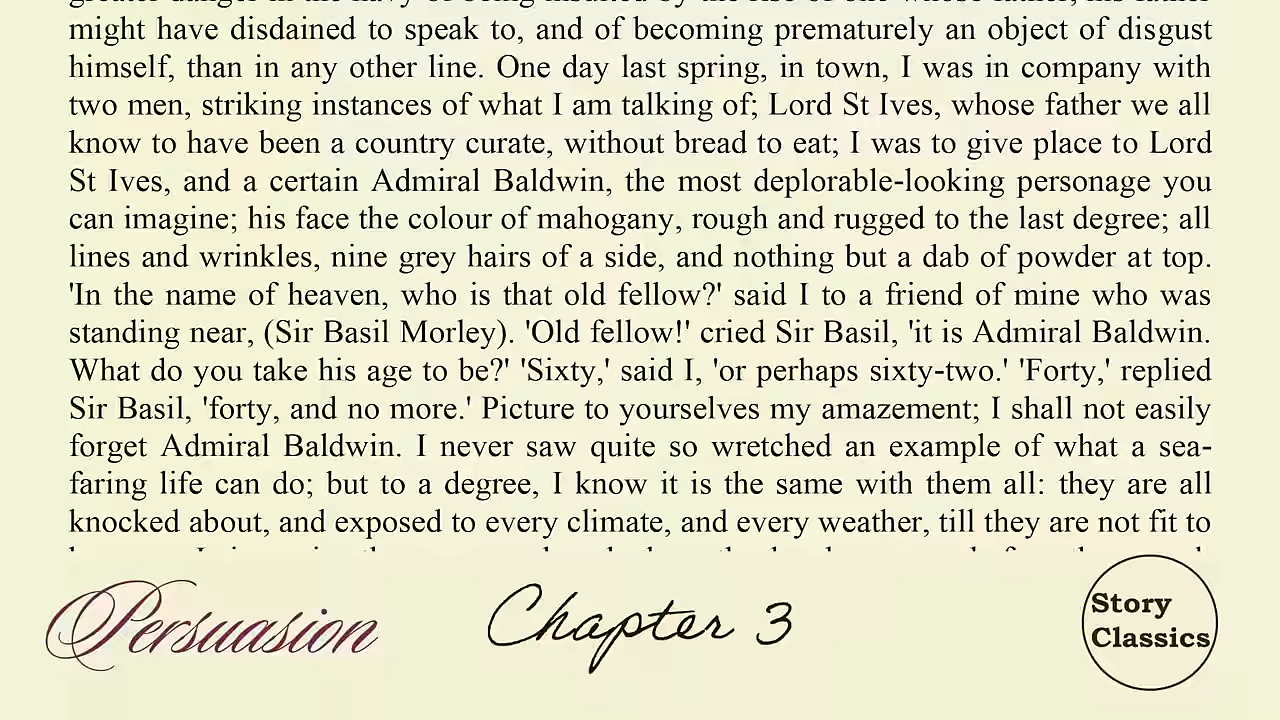 might have disdained to speak to, and of becoming prematurely an object of disgust
himself, than in any other line. One day last spring, in town, I was in company with
two men, striking instances of what I am talking of; Lord St Ives, whose father we all
know to have been a country curate, without bread to eat; I was to give place to Lord
St Ives, and a certain Admiral Baldwin, the most deplorable-looking personage you
can imagine; his face the colour of mahogany, rough and rugged to the last degree; all
lines and wrinkles, nine grey hairs of a side, and nothing but a dab of powder at top.
'In the name of heaven, who is that old fellow?' said I to a friend of mine who was
standing near, (Sir Basil Morley). 'Old fellow!' cried Sir Basil, 'it is Admiral Baldwin.
What do you take his age to be?' 'Sixty,' said I, 'or perhaps sixty-two.' 'Forty,' replied
Sir Basil, 'forty, and no more.' Picture to yourselves my amazement; I shall not easily
forget Admiral Baldwin. I never saw quite so wretched an example of what a sea-
faring life can do; but to a degree, I know it is the same with them all: they are all
knocked about, and exposed to every climate, and every weather, till they are not fit to
Persuasion
Chapter 3
Story
Classics